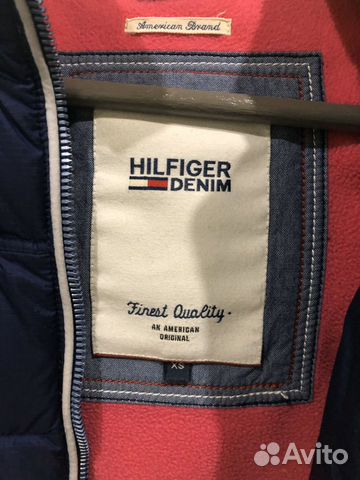 American Brand
HILFIGER
DENIM
Finest Quality.
AN AMERICAN
ORIGINAL
XS
Avito